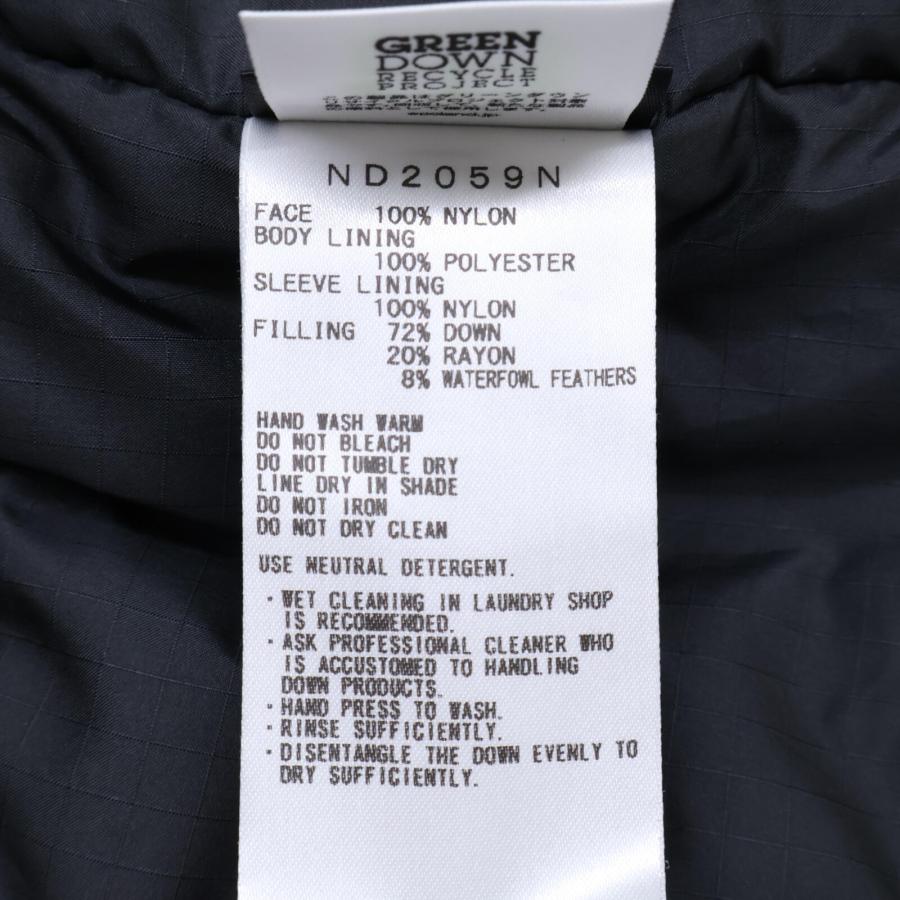 GREEN
DOWN
RECYCLE
PROJECT
ND2059N
FACE 100% NYLON
BODY LINING
100% POLYESTER
SLEEVE LINING
100% NYLON
FILLING 72% DOWN
20% RAYON
8% WATERFOWL FEATHERS
HAND WASH WARM
DO NOT BLEACH
DO NOT TUMBLE DRY
LINE DRY IN SHADE
DO NOT IRON
DO NOT DRY CLEAN
USE NEUTRAL DETERGENT.
・WET CLEANING IN LAUNDRY SHOP
IS RECOMMENDED.
・ASK PROFESSIONAL CLEANER WHO
IS ACCUSTOMED TO HANDLING
DOWN PRODUCTS.
・HAND PRESS TO WASH.
・RINSE SUFFICIENTLY.
・DISENTANGLE THE DOWN EVENLY TO
DRY SUFFICIENTLY.